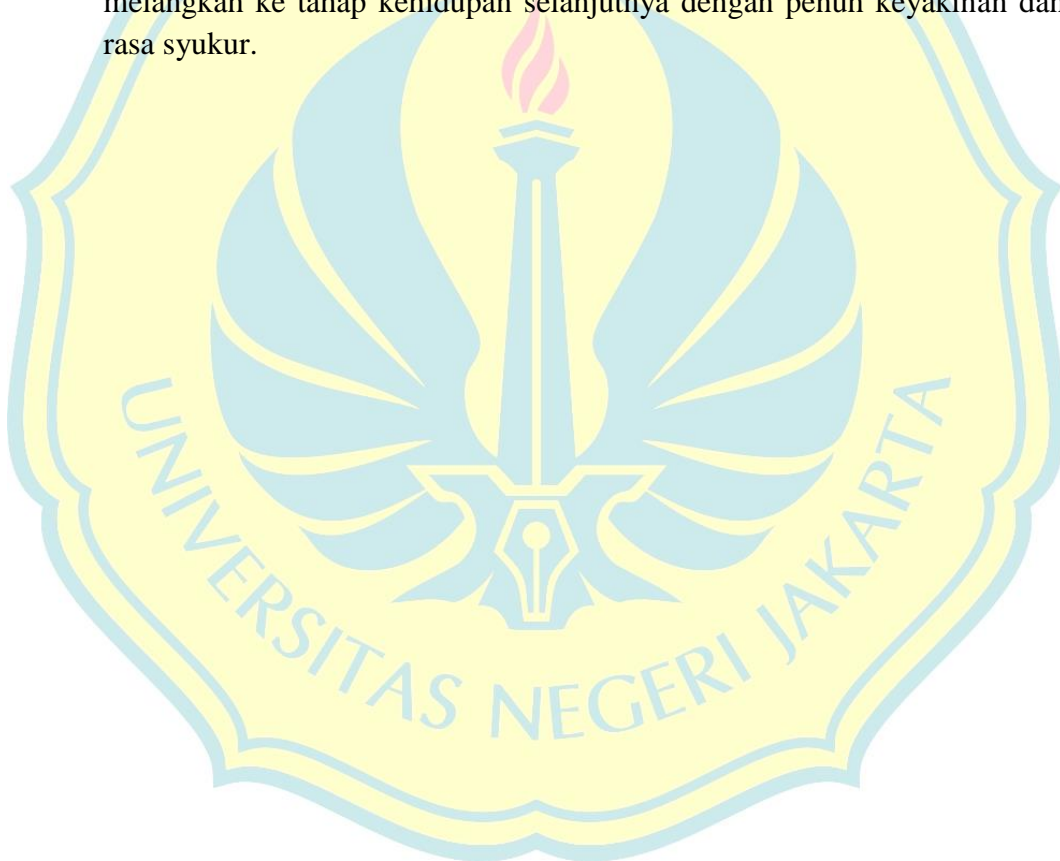 melangkah ke tahap kehidupan selanjutnya dengan penuh keyakinan dan
rasa syukur.
UNIVERSITAS NEGERI JAKARTA